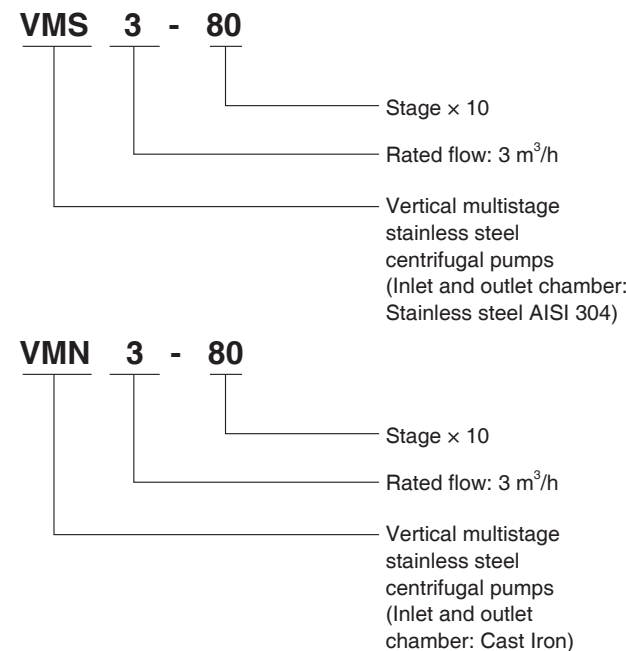 VMS 3 - 80
Stage × 10
Rated flow: 3 m³/h
Vertical multistage
stainless steel
centrifugal pumps
(Inlet and outlet chamber:
Stainless steel AISI 304)
VMN 3 - 80
Stage × 10
Rated flow: 3 m³/h
Vertical multistage
stainless steel
centrifugal pumps
(Inlet and outlet
chamber: Cast Iron)